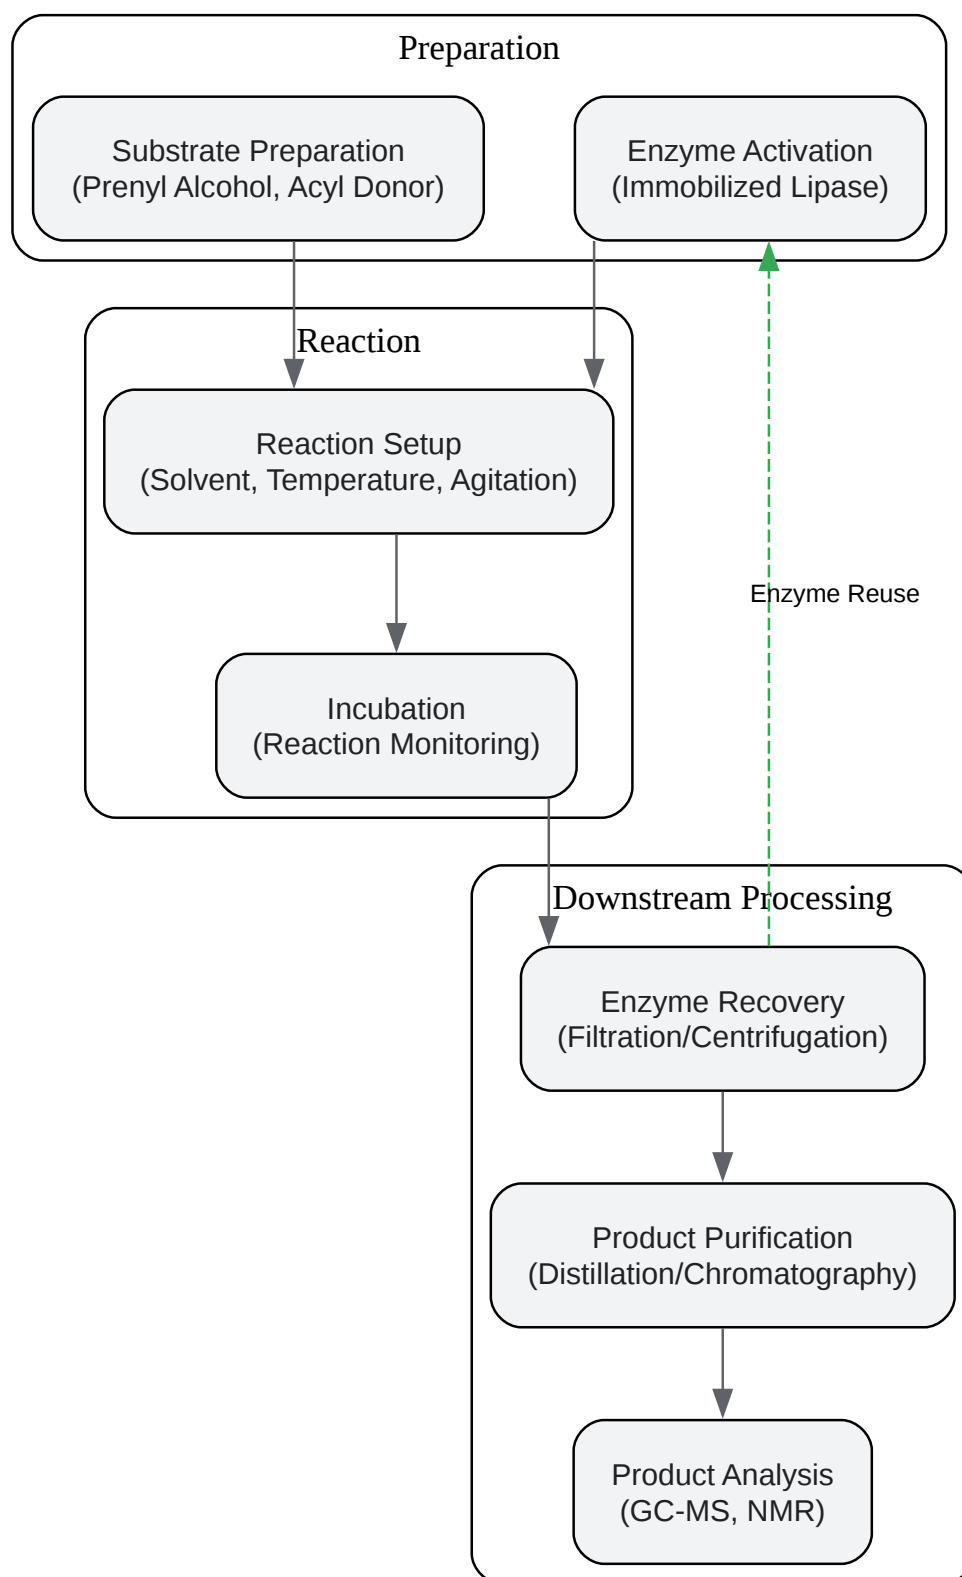 Preparation
Substrate Preparation
(Prenyl Alcohol, Acyl Donor)
Enzyme Activation
(Immobilized Lipase)
Reaction
Reaction Setup
(Solvent, Temperature, Agitation)
Enzyme Reuse
Incubation
(Reaction Monitoring)
Downstream Processing
Enzyme Recovery
(Filtration/Centrifugation)
Product Purification
(Distillation/Chromatography)
Product Analysis
(GC-MS, NMR)